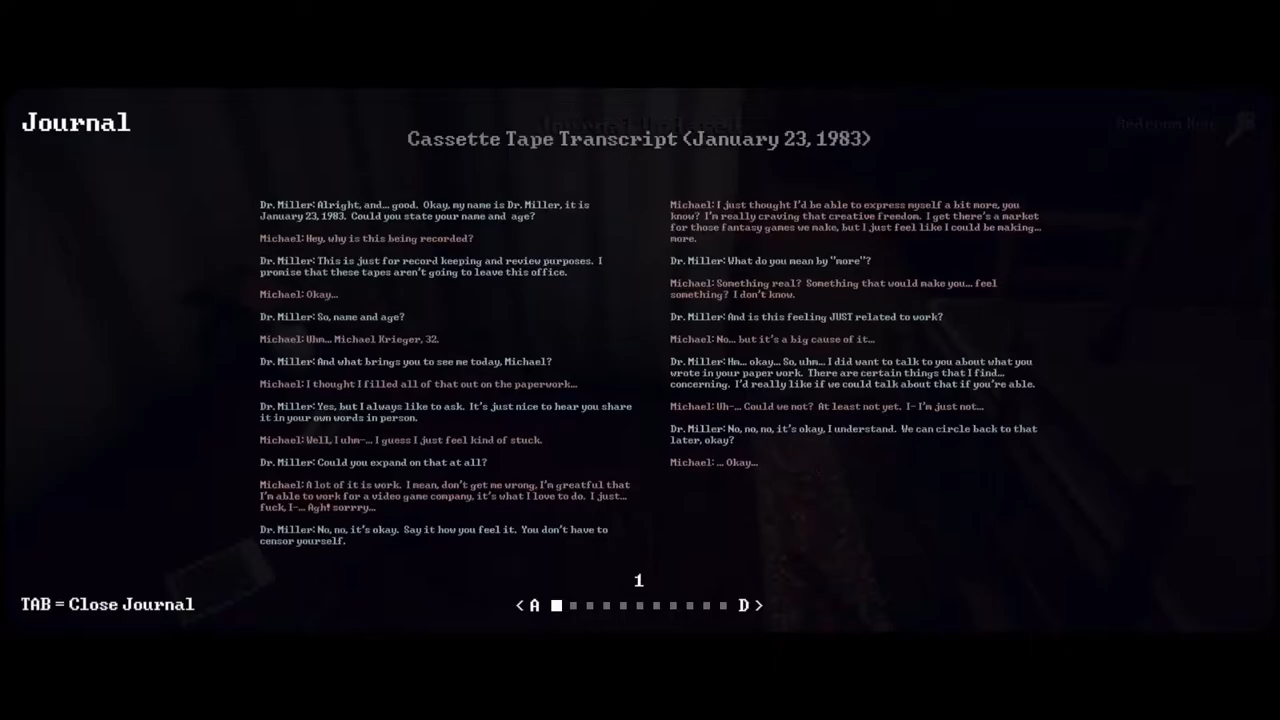 Journal
Cassette Tape Transcript (January 23, 1983)
Bedroom Key
Dr. Miller: Alright, and... good. Okay, my name is Dr. Miller, it is
January 23, 1983. Could you state your name and age?
Michael: Hey, why is this being recorded?
Dr. Miller: This is just for record keeping and review purposes. I
promise that these tapes aren't going to leave this office.
Michael: Okay...
Dr. Miller: So, name and age?
Michael: Uhm... Michael Krieger, 32.
Dr. Miller: And what brings you to see me today, Michael?
Michael: I thought I filled all of that out on the paperwork...
Dr. Miller: Yes, but I always like to ask. It's just nice to hear you share
it in your own words in person.
Michael: Well, I uhm-... I guess I just feel kind of stuck.
Dr. Miller: Could you expand on that at all?
Michael: A lot of it is work. I mean, don't get me wrong, I'm greatful that
I'm able to work for a video game company, it's what I love to do. I just...
fuck, I-... Agh! sorrry...
Dr. Miller: No, no, it's okay. Say it how you feel it. You don't have to
censor yourself.
Michael: I just thought I'd be able to express myself a bit more, you
know? I'm really craving that creative freedom. I get there's a market
for those fantasy games we make, but I just feel like I could be making...
more.
Dr. Miller: What do you mean by "more"?
Michael: Something real? Something that would make you... feel
something? I don't know.
Dr. Miller: And is this feeling JUST related to work?
Michael: No... but it's a big cause of it...
Dr. Miller: Hm... okay... So, uhm... I did want to talk to you about what you
wrote in your paper work. There are certain things that I find...
concerning. I'd really like if we could talk about that if you're able.
Michael: Uh-... Could we not? At least not yet. I- I'm just not...
Dr. Miller: No, no, no, it's okay, I understand. We can circle back to that
later, okay?
Michael: ... Okay...
1
TAB = Close Journal
< A
D >